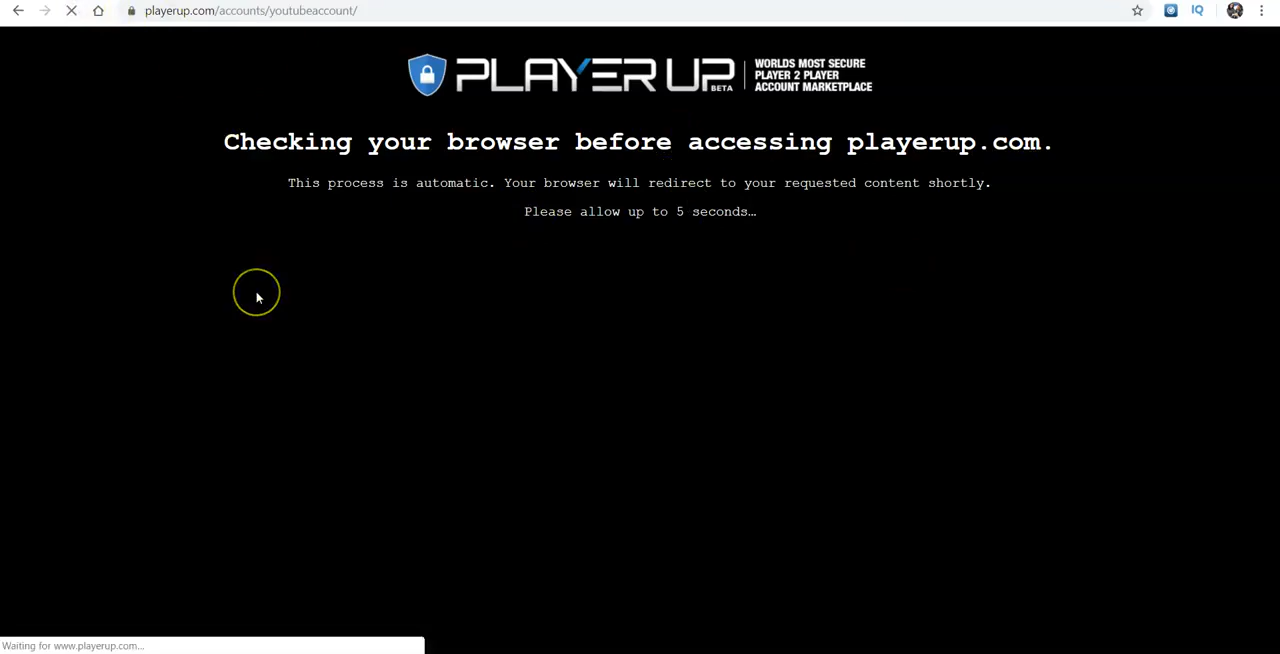 playerup.com/accounts/youtubeaccount/
IQ
PLAYER UP
BETA
WORLDS MOST SECURE
PLAYER 2 PLAYER
ACCOUNT MARKETPLACE
Checking your browser before accessing playerup.com.
This process is automatic. Your browser will redirect to your requested content shortly.
Please allow up to 5 seconds…
Waiting for www.playerup.com...